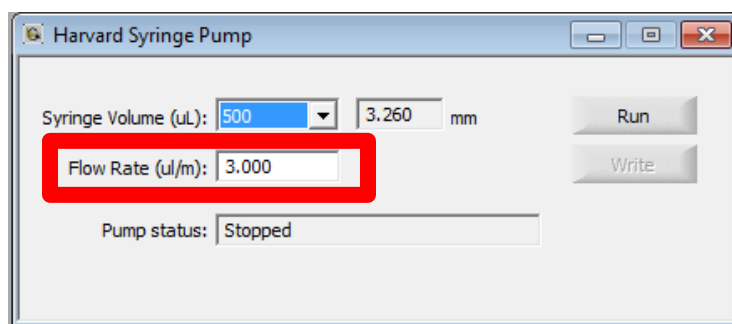 Harvard Syringe Pump
Syringe Volume (uL): 500 3.260 mm Run
Flow Rate (ul/m): 3.000 Write
Pump status: Stopped